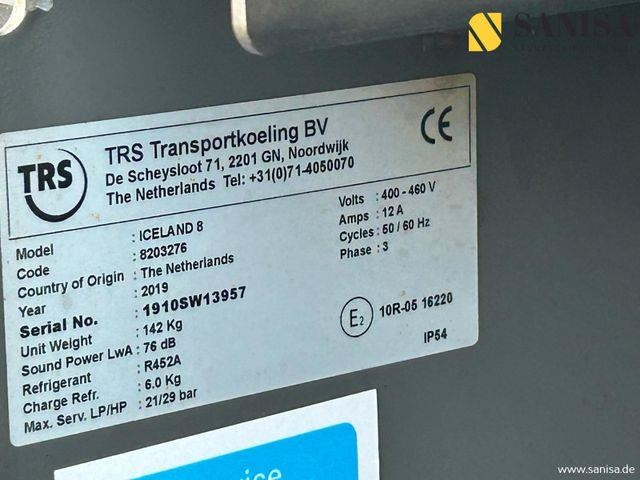 SANISA
TRS
TRS Transportkoeling BV
De Scheysloot 71, 2201 GN, Noordwijk
The Netherlands Tel: +31(0)71-4050070
CE
Model : ICELAND 8
Code : 8203276
Country of Origin : The Netherlands
Year : 2019
Serial No. : 1910SW13957
Unit Weight : 142 Kg
Sound Power LwA : 76 dB
Refrigerant : R452A
Charge Refr. : 6.0 Kg
Max. Serv. LP/HP : 21/29 bar
Volts : 400 - 460 V
Amps : 12 A
Cycles : 50 / 60 Hz
Phase : 3
E2 10R-05 16220
IP54
www.sanisa.de